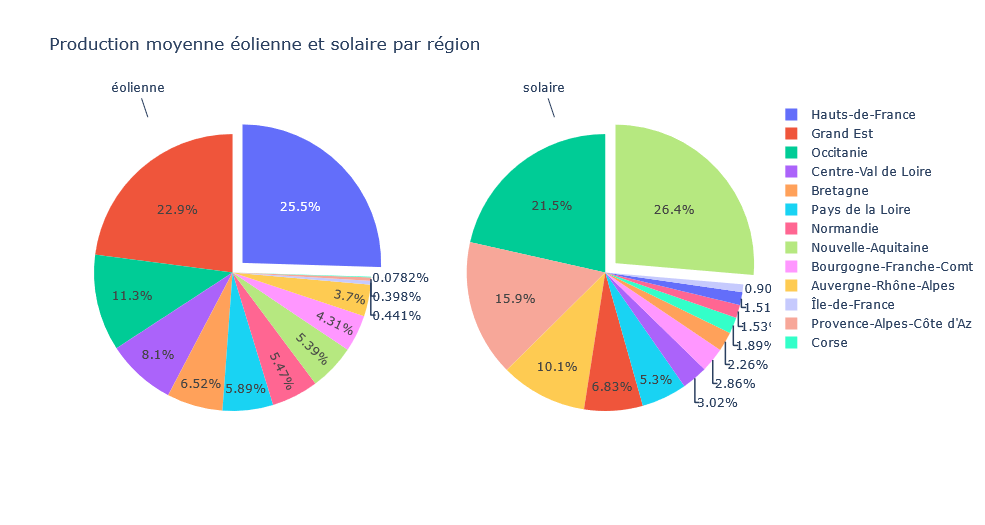 Production moyenne éolienne et solaire par région
éolienne
25.5%
22.9%
11.3%
8.1%
6.52%
5.89%
5.47%
5.39%
4.31%
3.7%
0.441%
0.398%
0.0782%
solaire
26.4%
21.5%
15.9%
10.1%
6.83%
5.3%
3.02%
2.86%
2.26%
1.89%
1.53%
1.51
0.90
Hauts-de-France
Grand Est
Occitanie
Centre-Val de Loire
Bretagne
Pays de la Loire
Normandie
Nouvelle-Aquitaine
Bourgogne-Franche-Comt
Auvergne-Rhône-Alpes
Île-de-France
Provence-Alpes-Côte d'Az
Corse